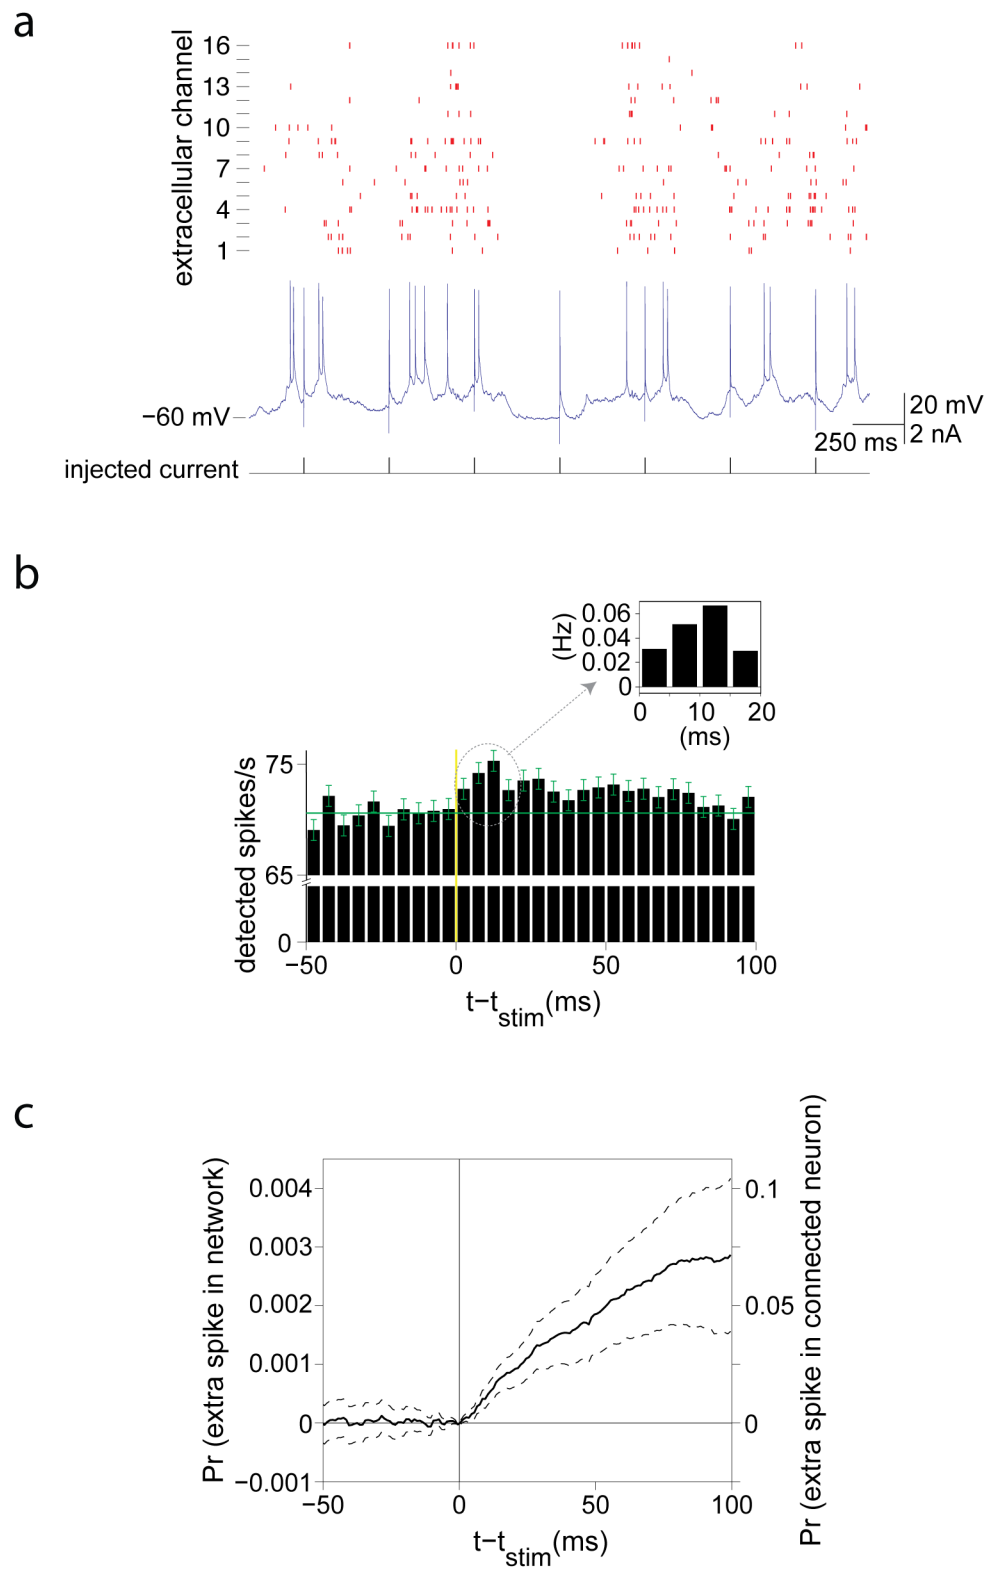 a
extracellular channel
16
13
10
7
4
1
−60 mV
20 mV
250 ms
2 nA
injected current
b
(Hz)
0.06
0.04
0.02
0
0 10 20
(ms)
detected spikes/s
75
65
0
−50 0 50 100
t−tstim(ms)
c
Pr (extra spike in network)
0.004
0.003
0.002
0.001
0
−0.001
0.1
0.05
0
Pr (extra spike in connected neuron)
−50 0 50 100
t−tstim(ms)